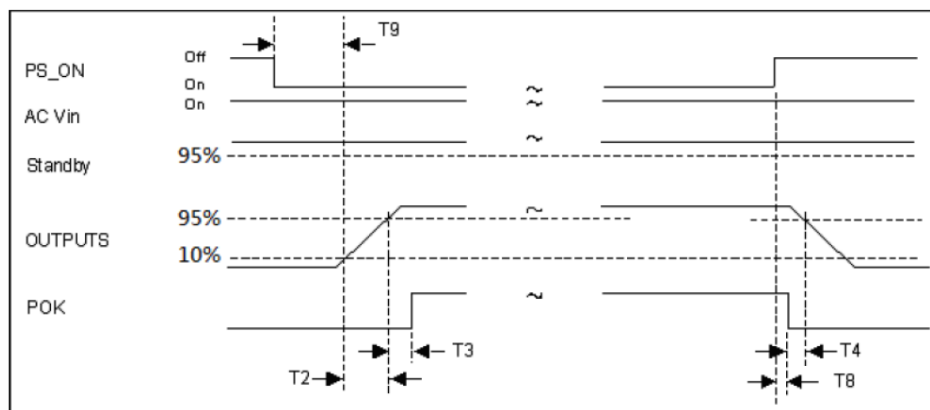 T9
Off
PS_ON
On
On
AC Vin
Standby
95%
95%
OUTPUTS
10%
POK
T3
T4
T2
T8